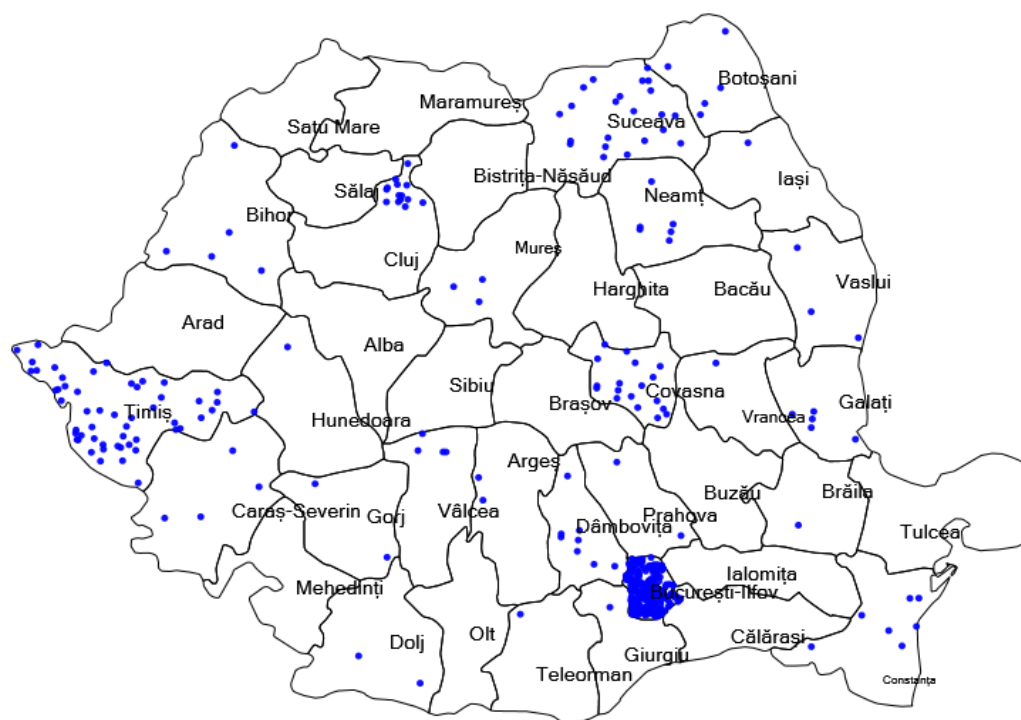 Botoșani
Maramureș
Satu Mare
Suceava
Iași
Bistrița-Năsăud
Sălaj
Neamț
Bihor
Mureș
Cluj
Vaslui
Harghita
Bacău
Arad
Alba
Sibiu
Covasna
Brașov
Galați
Timiș
Hunedoara
Vrancea
Argeș
Buzău
Brăila
Caraș-Severin
Gorj
Vâlcea
Prahova
Dâmbovița
Tulcea
Ialomița
Mehedinți
București-Ilfov
Călărași
Dolj
Olt
Giurgiu
Teleorman
Constanța